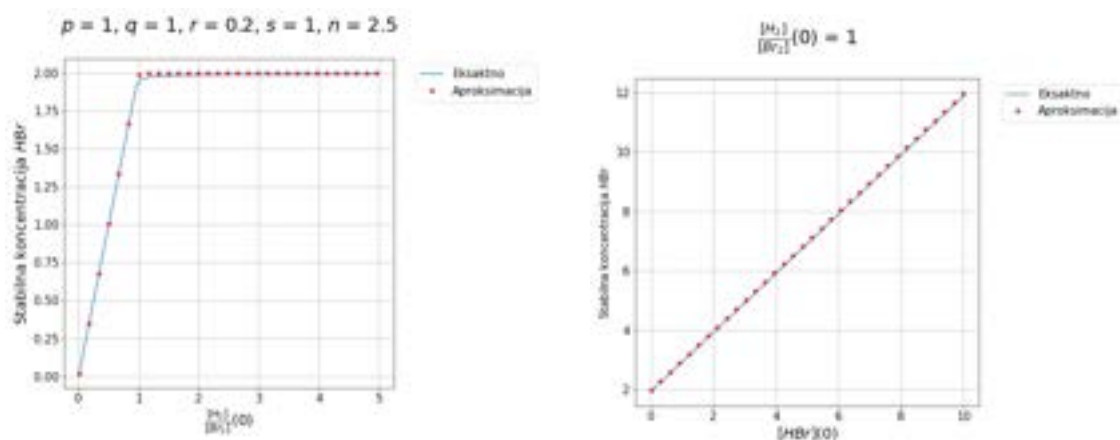 p = 1, q = 1, r = 0.2, s = 1, n = 2.5
Stabilna koncentracija HBr
2.00
1.75
1.50
1.25
1.00
0.75
0.50
0.25
0.00
0 1 2 3 4 5
[H₂]/[Br₂](0)
Eksaktno
Aproksimacija
[H₂]/[Br₂](0) = 1
Stabilna koncentracija HBr
12
10
8
6
4
2
0 2 4 6 8 10
[HBr](0)
Eksaktno
Aproksimacija